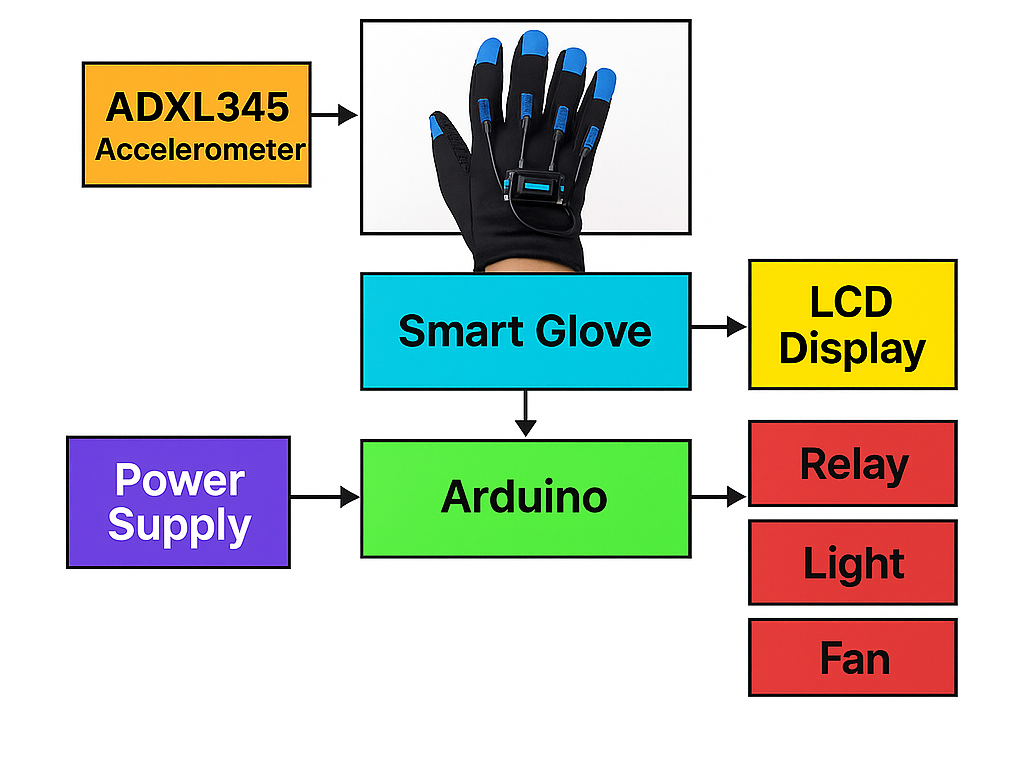 ADXL345
Accelerometer
Smart Glove
LCD
Display
Power
Supply
Arduino
Relay
Light
Fan